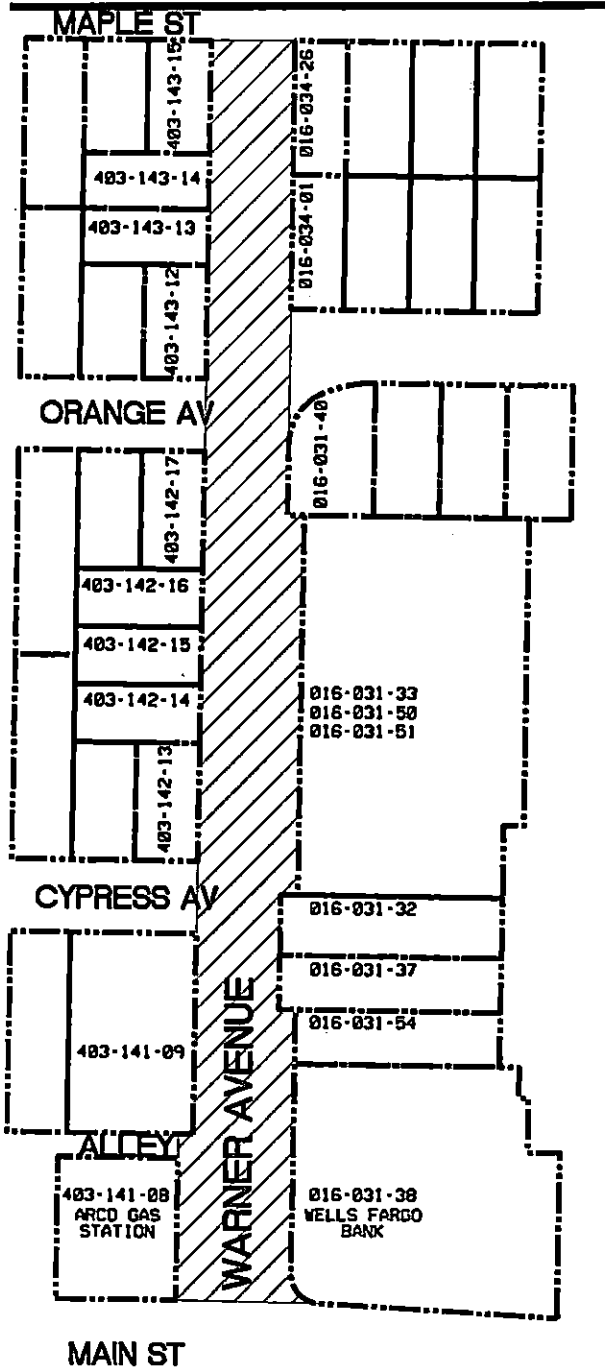 MAPLE ST
403-143-15
016-034-26
403-143-14
016-034-01
403-143-13
403-143-12
ORANGE AV
016-031-40
403-142-17
403-142-16
403-142-15
403-142-14
016-031-33
016-031-50
016-031-51
403-142-13
CYPRESS AV
016-031-32
016-031-37
016-031-54
WARNER AVENUE
403-141-09
ALLEY
403-141-08
ARCO GAS
STATION
016-031-38
WELLS FARGO
BANK
MAIN ST